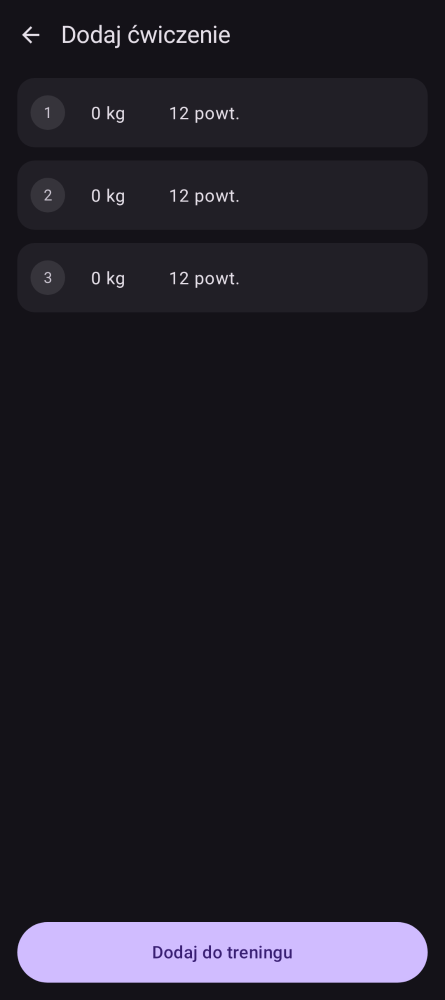 Dodaj ćwiczenie
1 0 kg 12 powt.
2 0 kg 12 powt.
3 0 kg 12 powt.
Dodaj do treningu